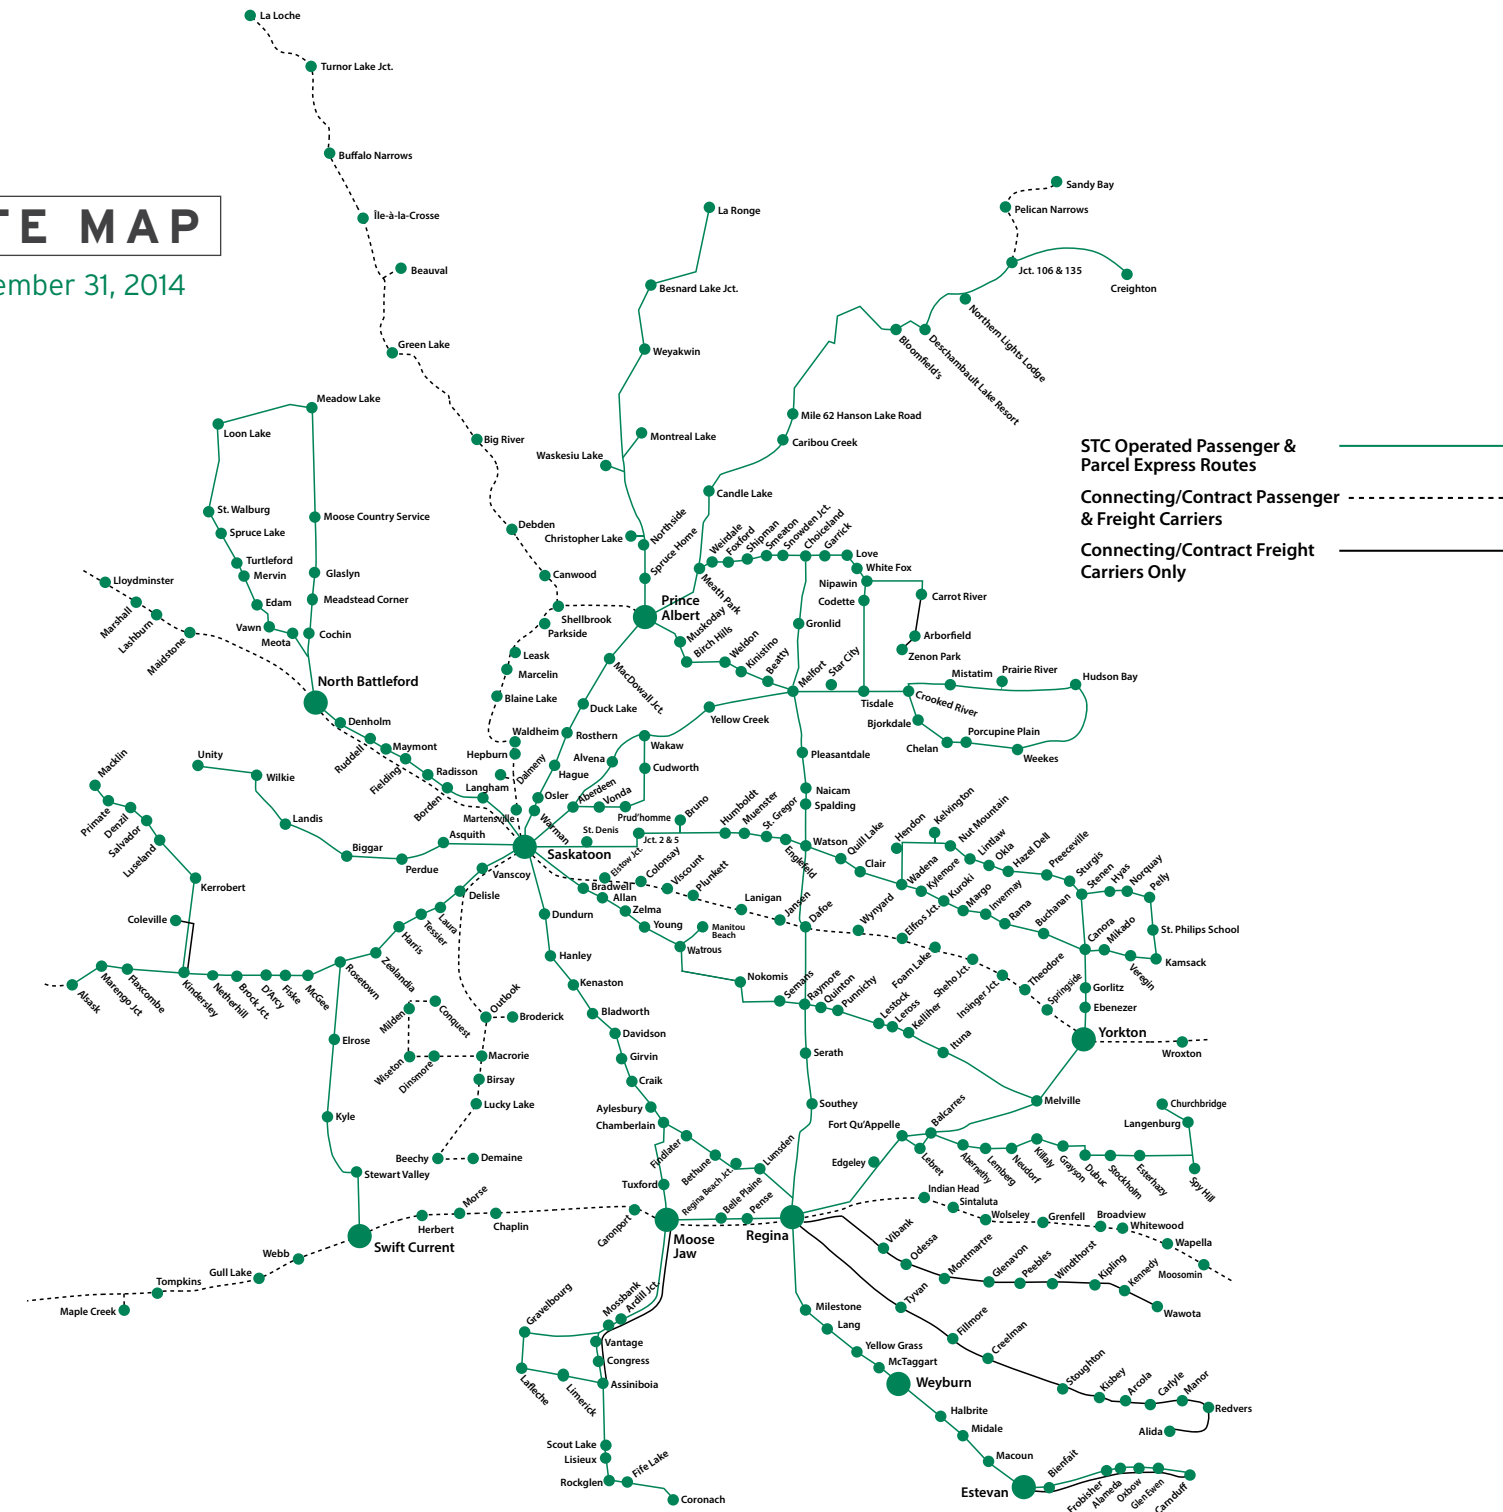 La Loche
Turnor Lake Jct.
Buffalo Narrows
Île-à-la-Crosse
Beauval
Green Lake
TE MAP
ember 31, 2014
La Ronge
Besnard Lake Jct.
Weyakwin
Montreal Lake
Waskesiu Lake
Sandy Bay
Pelican Narrows
Jct. 106 & 135
Creighton
Northern Lights Lodge
Deschambault Lake Resort
Bloomfield's
Mile 62 Hanson Lake Road
Caribou Creek
Candle Lake
STC Operated Passenger &
Parcel Express Routes
Connecting/Contract Passenger
& Freight Carriers
Connecting/Contract Freight
Carriers Only
Meadow Lake
Loon Lake
St. Walburg
Spruce Lake
Turtleford
Mervin
Edam
Vawn
Meota
Moose Country Service
Glaslyn
Meadstead Corner
Cochin
Lloydminster
Marshall
Lashburn
Maidstone
North Battleford
Big River
Debden
Canwood
Shellbrook
Parkside
Leask
Marcelin
Blaine Lake
Waldheim
Hepburn
Dalmeny
Martensville
Christopher Lake
Northside
Spruce Home
Prince
Albert
Meath Park
Weirdale
Foxford
Shipman
Smeaton
Snowden Jct.
Choiceland
Garrick
Love
White Fox
Nipawin
Codette
Carrot River
Arborfield
Zenon Park
Gronlid
Muskoday
Birch Hills
Weldon
Kinistino
Beatty
Melfort
Star City
Tisdale
Crooked River
Mistatim
Prairie River
Hudson Bay
Bjorkdale
Chelan
Porcupine Plain
Weekes
MacDowall Jct.
Duck Lake
Rosthern
Hague
Osler
Warman
Yellow Creek
Wakaw
Alvena
Cudworth
Aberdeen
Vonda
Prud'homme
Bruno
St. Denis
Jct. 2 & 5
Humboldt
Muenster
St. Gregor
Englefeld
Watson
Pleasantdale
Naicam
Spalding
Quill Lake
Clair
Hendon
Kelvington
Nut Mountain
Lintlaw
Okla
Hazel Dell
Preeceville
Sturgis
Stenen
Hyas
Norquay
Pelly
St. Philips School
Kamsack
Veregin
Mikado
Canora
Wadena
Kylemore
Kuroki
Margo
Invermay
Rama
Buchanan
Gorlitz
Ebenezer
Yorkton
Wroxton
Denholm
Ruddell
Maymont
Fielding
Radisson
Borden
Langham
Saskatoon
Unity
Wilkie
Landis
Biggar
Perdue
Asquith
Macklin
Primate
Denzil
Salvador
Luseland
Kerrobert
Coleville
Alsask
Marengo Jct
Flaxcombe
Kindersley
Netherhill
Brock Jct.
D'Arcy
Fiske
McGee
Rosetown
Zealandia
Harris
Tessier
Laura
Delisle
Vanscoy
Elstow Jct.
Colonsay
Viscount
Plunkett
Lanigan
Jansen
Dafoe
Wynyard
Elfros Jct.
Foam Lake
Sheho Jct.
Insinger Jct.
Theodore
Springside
Bradwell
Allan
Zelma
Young
Manitou
Beach
Watrous
Nokomis
Semans
Raymore
Quinton
Punnichy
Lestock
Leross
Kelliher
Ituna
Melville
Dundurn
Hanley
Kenaston
Bladworth
Davidson
Girvin
Craik
Aylesbury
Chamberlain
Findlater
Bethune
Regina Beach Jct.
Lumsden
Tuxford
Serath
Southey
Milden
Conquest
Outlook
Broderick
Wiseton
Dinsmore
Macrorie
Birsay
Lucky Lake
Beechy
Demaine
Elrose
Kyle
Stewart Valley
Swift Current
Herbert
Morse
Chaplin
Caronport
Moose
Jaw
Belle Plaine
Pense
Regina
Webb
Gull Lake
Tompkins
Maple Creek
Fort Qu'Appelle
Balcarres
Lebret
Edgeley
Abernethy
Lemberg
Neudorf
Killaly
Grayson
Dubuc
Stockholm
Esterhazy
Churchbridge
Langenburg
Spy Hill
Indian Head
Sintaluta
Wolseley
Grenfell
Broadview
Whitewood
Wapella
Moosomin
Vibank
Odessa
Montmartre
Glenavon
Peebles
Windthorst
Kipling
Kennedy
Wawota
Tyvan
Fillmore
Creelman
Stoughton
Kisbey
Arcola
Carlyle
Manor
Redvers
Alida
Gravelbourg
Mossbank
Ardill Jct.
Vantage
Congress
Assiniboia
Lafleche
Limerick
Scout Lake
Lisieux
Rockglen
Fife Lake
Coronach
Milestone
Lang
Yellow Grass
McTaggart
Weyburn
Halbrite
Midale
Macoun
Estevan
Bienfait
Frobisher
Alameda
Oxbow
Glen Ewen
Carnduff